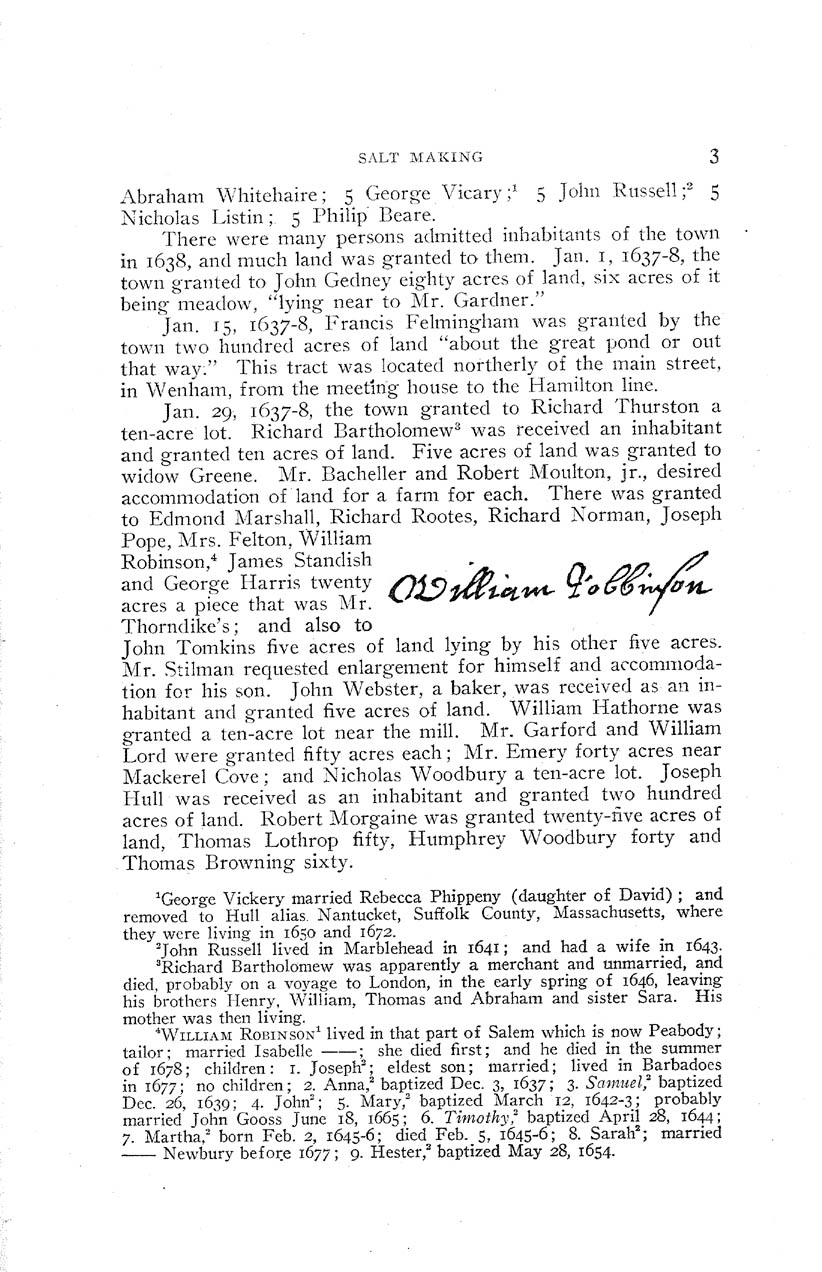 SALT MAKING 3
Abraham Whitehaire; 5 George Vicary;¹ 5 John Russell;² 5
Nicholas Listin; 5 Philip Beare.
There were many persons admitted inhabitants of the town
in 1638, and much land was granted to them. Jan. 1, 1637-8, the
town granted to John Gedney eighty acres of land, six acres of it
being meadow, "lying near to Mr. Gardner."
Jan. 15, 1637-8, Francis Felmingham was granted by the
town two hundred acres of land "about the great pond or out
that way." This tract was located northerly of the main street,
in Wenham, from the meeting house to the Hamilton line.
Jan. 29, 1637-8, the town granted to Richard Thurston a
ten-acre lot. Richard Bartholomew³ was received an inhabitant
and granted ten acres of land. Five acres of land was granted to
widow Greene. Mr. Bacheller and Robert Moulton, jr., desired
accommodation of land for a farm for each. There was granted
to Edmond Marshall, Richard Rootes, Richard Norman, Joseph
Pope, Mrs. Felton, William
Robinson,⁴ James Standish
and George Harris twenty
acres a piece that was Mr.
Thorndike's; and also to
William Robbinson
John Tomkins five acres of land lying by his other five acres.
Mr. Stilman requested enlargement for himself and accommoda-
tion for his son. John Webster, a baker, was received as an in-
habitant and granted five acres of land. William Hathorne was
granted a ten-acre lot near the mill. Mr. Garford and William
Lord were granted fifty acres each; Mr. Emery forty acres near
Mackerel Cove; and Nicholas Woodbury a ten-acre lot. Joseph
Hull was received as an inhabitant and granted two hundred
acres of land. Robert Morgaine was granted twenty-five acres of
land, Thomas Lothrop fifty, Humphrey Woodbury forty and
Thomas Browning sixty.
¹George Vickery married Rebecca Phippeny (daughter of David); and
removed to Hull alias Nantucket, Suffolk County, Massachusetts, where
they were living in 1650 and 1672.
²John Russell lived in Marblehead in 1641; and had a wife in 1643.
³Richard Bartholomew was apparently a merchant and unmarried, and
died, probably on a voyage to London, in the early spring of 1646, leaving
his brothers Henry, William, Thomas and Abraham and sister Sara. His
mother was then living.
⁴WILLIAM ROBINSON¹ lived in that part of Salem which is now Peabody;
tailor; married Isabelle ——; she died first; and he died in the summer
of 1678; children: 1. Joseph²; eldest son; married; lived in Barbadoes
in 1677; no children; 2. Anna,² baptized Dec. 3, 1637; 3. Samuel,² baptized
Dec. 26, 1639; 4. John²; 5. Mary,² baptized March 12, 1642-3; probably
married John Gooss June 18, 1665; 6. Timothy,² baptized April 28, 1644;
7. Martha,² born Feb. 2, 1645-6; died Feb. 5, 1645-6; 8. Sarah²; married
—— Newbury before 1677; 9. Hester,² baptized May 28, 1654.